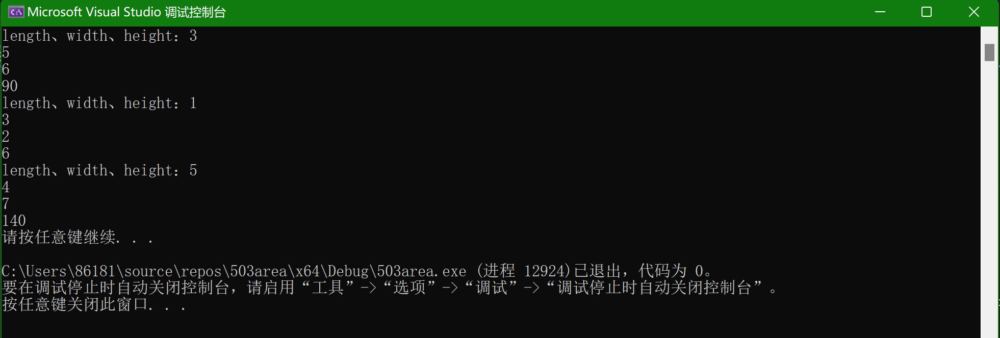 Microsoft Visual Studio 调试控制台
length、width、height：3
5
6
90
length、width、height：1
3
2
6
length、width、height：5
4
7
140
请按任意键继续. . .
C:\Users\86181\source\repos\503area\x64\Debug\503area.exe (进程 12924)已退出，代码为 0。
要在调试停止时自动关闭控制台，请启用“工具”->“选项”->“调试”->“调试停止时自动关闭控制台”。
按任意键关闭此窗口. . .